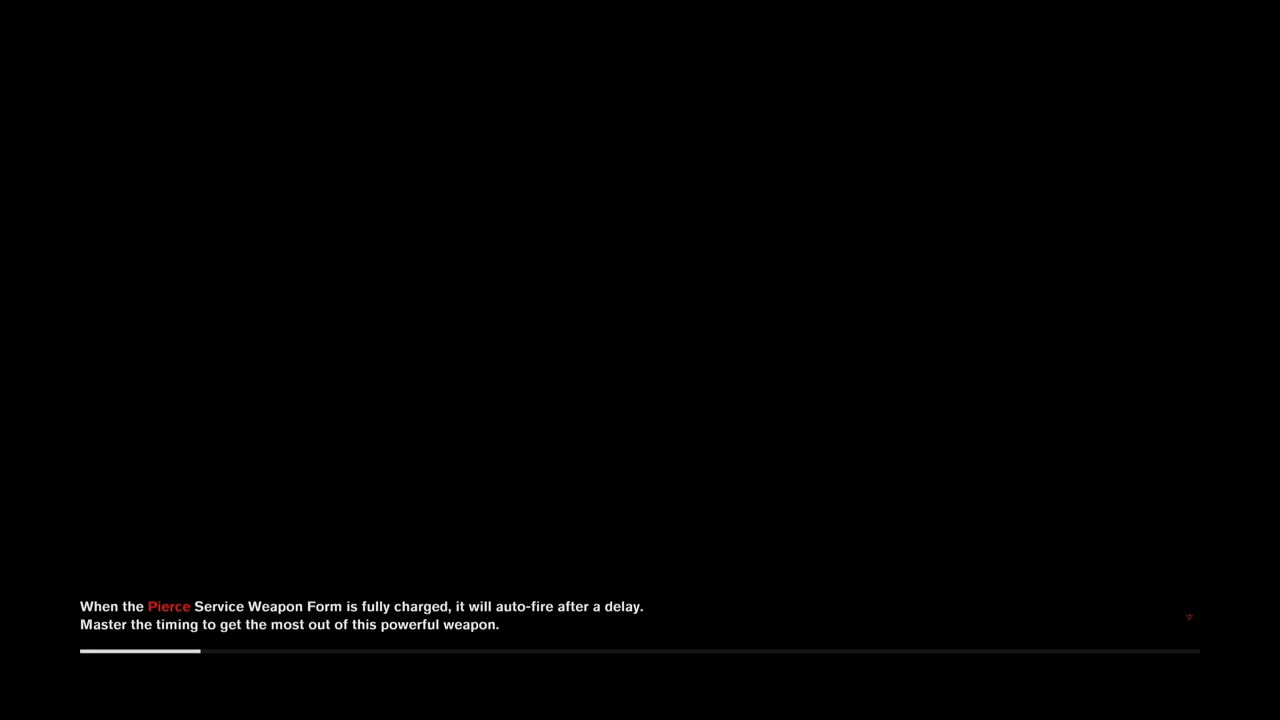 When the Pierce Service Weapon Form is fully charged, it will auto-fire after a delay.
Master the timing to get the most out of this powerful weapon.